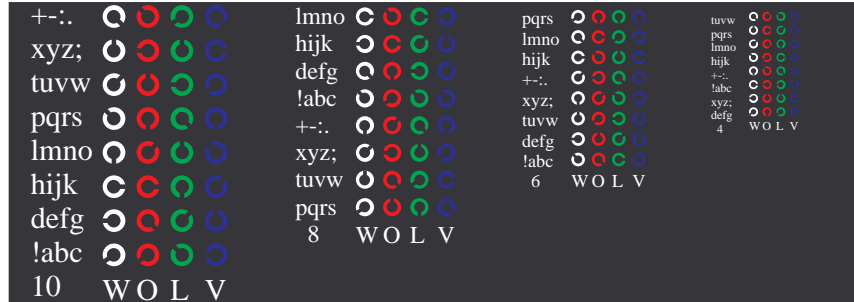 +-:.
xyz;
tuvw
pqrs
lmno
hijk
defg
!abc
10 W O L V
lmno
hijk
defg
!abc
+-:.
xyz;
tuvw
pqrs
8 W O L V
pqrs
lmno
hijk
+-:.
xyz;
tuvw
defg
!abc
6 W O L V
tuvw
pqrs
lmno
hijk
+-:.
!abc
xyz;
defg
4 W O L V